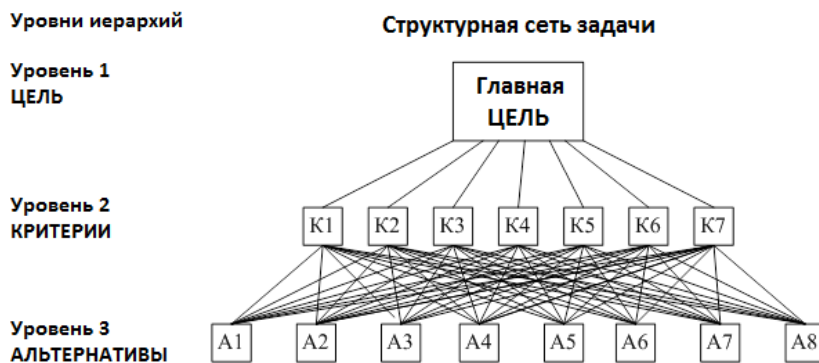 Уровни иерархий
Структурная сеть задачи
Уровень 1
ЦЕЛЬ
Главная
ЦЕЛЬ
Уровень 2
КРИТЕРИИ
К1 К2 К3 К4 К5 К6 К7
Уровень 3
АЛЬТЕРНАТИВЫ
А1 А2 А3 А4 А5 А6 А7 А8